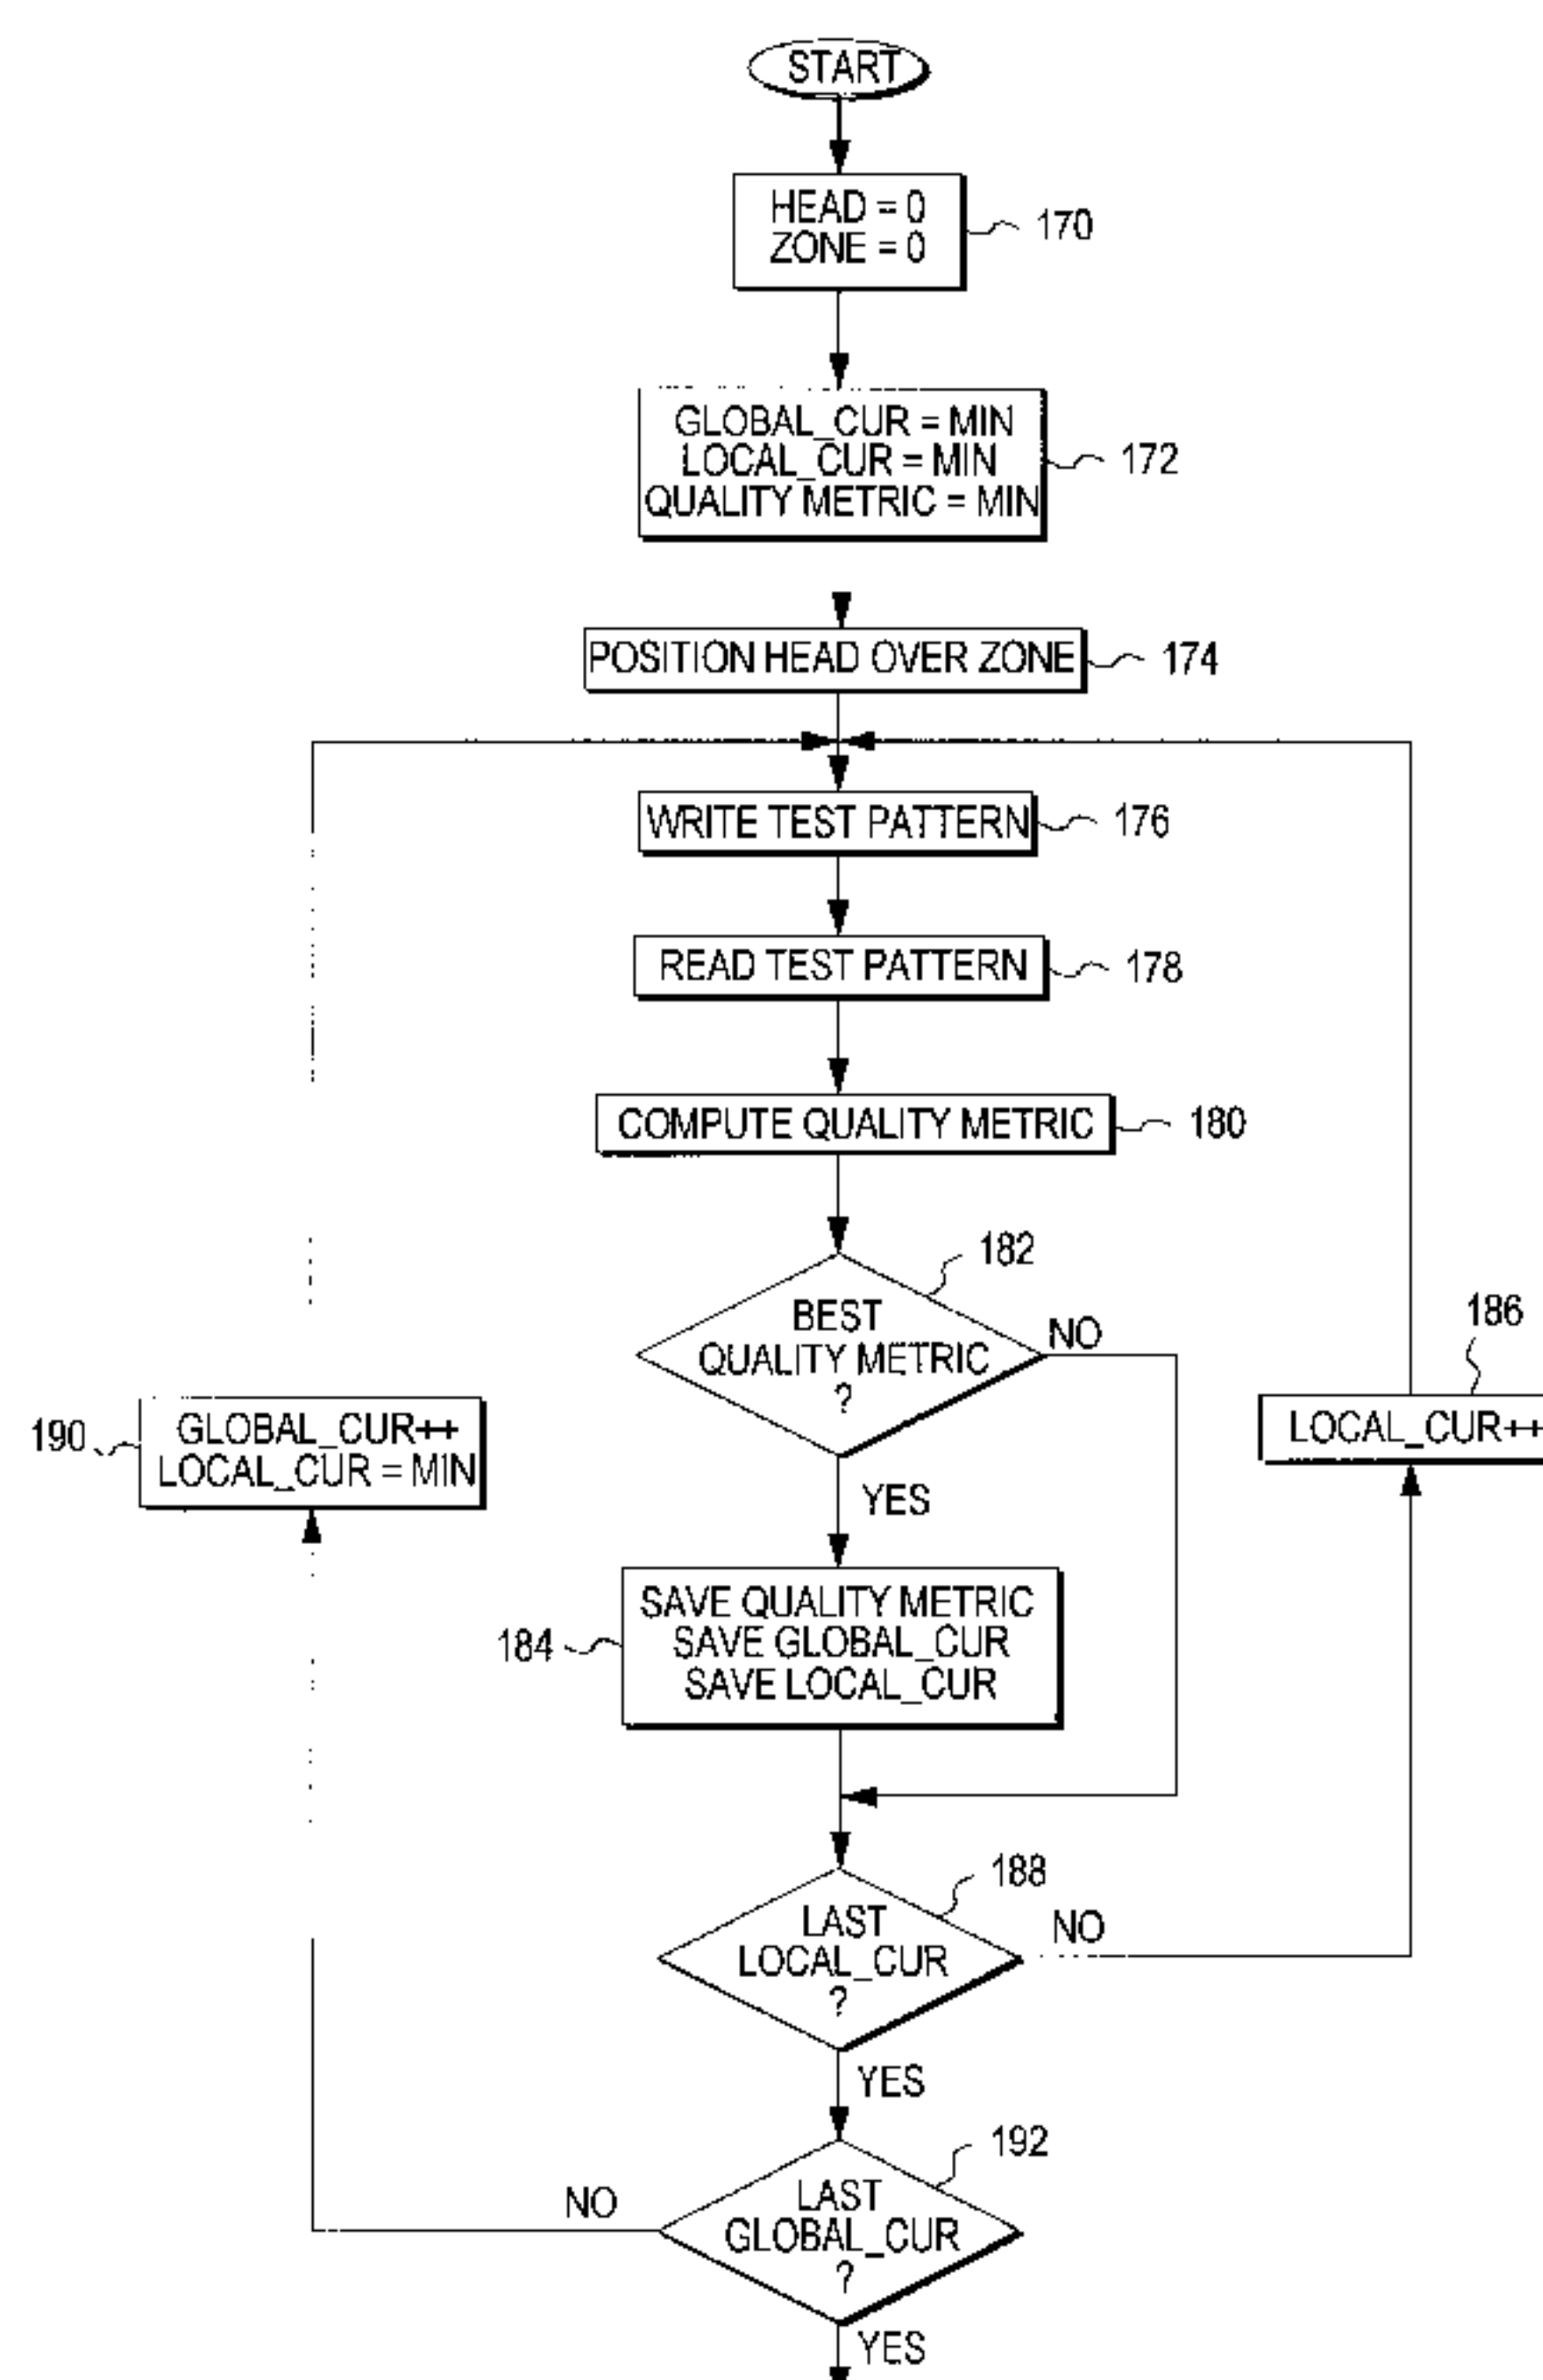 START
HEAD = 0
ZONE = 0
170
GLOBAL_CUR = MIN
LOCAL_CUR = MIN
QUALITY METRIC = MIN
172
POSITION HEAD OVER ZONE
174
WRITE TEST PATTERN
176
READ TEST PATTERN
178
COMPUTE QUALITY METRIC
180
182
BEST
QUALITY METRIC
?
NO
186
LOCAL_CUR++
190
GLOBAL_CUR++
LOCAL_CUR = MIN
YES
184
SAVE QUALITY METRIC
SAVE GLOBAL_CUR
SAVE LOCAL_CUR
188
LAST
LOCAL_CUR
?
NO
YES
192
LAST
GLOBAL_CUR
?
NO
YES